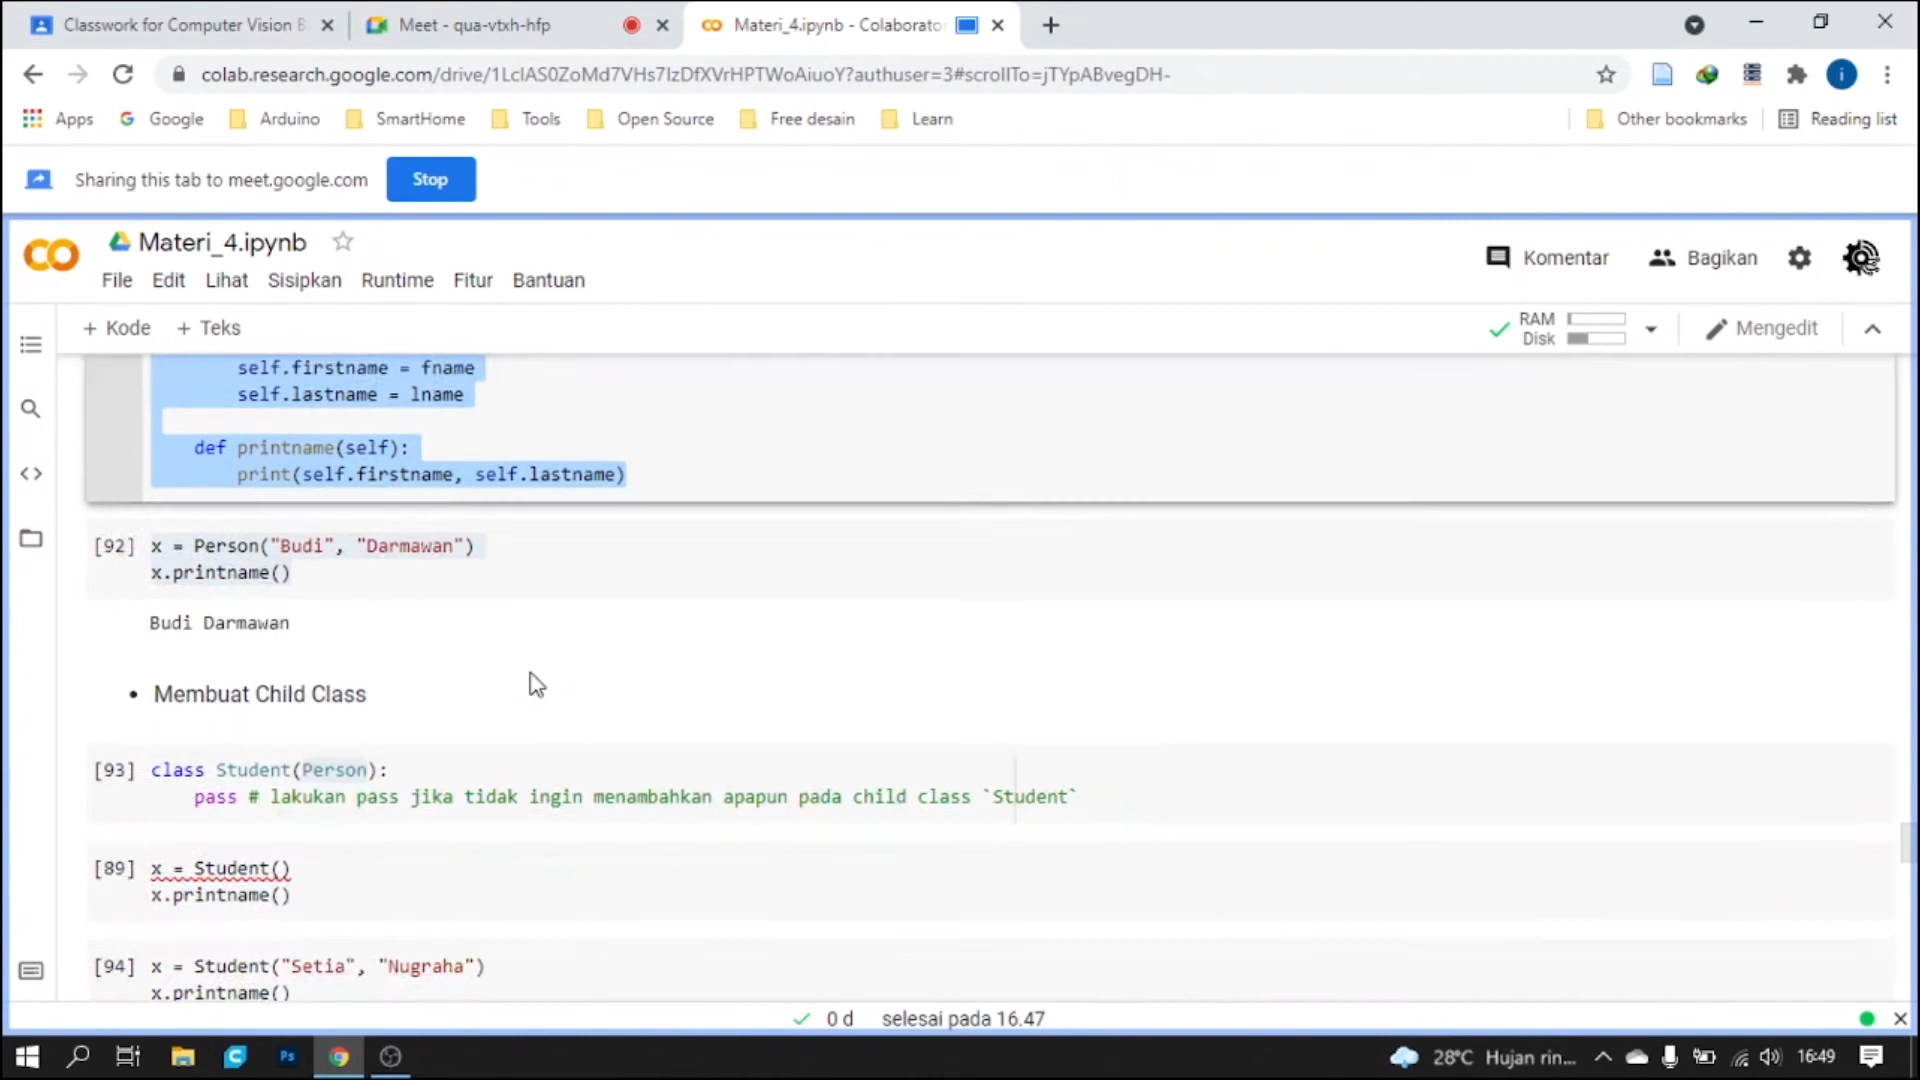 Classwork for Computer Vision B
Meet - qua-vtxh-hfp
Materi_4.ipynb - Colaborator
colab.research.google.com/drive/1LclAS0ZoMd7VHs7IzDfXVrHPTWoAiuoY?authuser=3#scrollTo=jTYpABvegDH-
Apps
Google
Arduino
SmartHome
Tools
Open Source
Free desain
Learn
Other bookmarks
Reading list
Sharing this tab to meet.google.com
Stop
Materi_4.ipynb
File Edit Lihat Sisipkan Runtime Fitur Bantuan
Komentar
Bagikan
+ Kode + Teks
RAM
Disk
Mengedit
self.firstname = fname
self.lastname = lname
def printname(self):
print(self.firstname, self.lastname)
[92] x = Person("Budi", "Darmawan")
x.printname()
Budi Darmawan
• Membuat Child Class
[93] class Student(Person):
pass # lakukan pass jika tidak ingin menambahkan apapun pada child class `Student`
[89] x = Student()
x.printname()
[94] x = Student("Setia", "Nugraha")
x.printname()
0 d selesai pada 16.47
Ps
28°C Hujan rin...
16:49